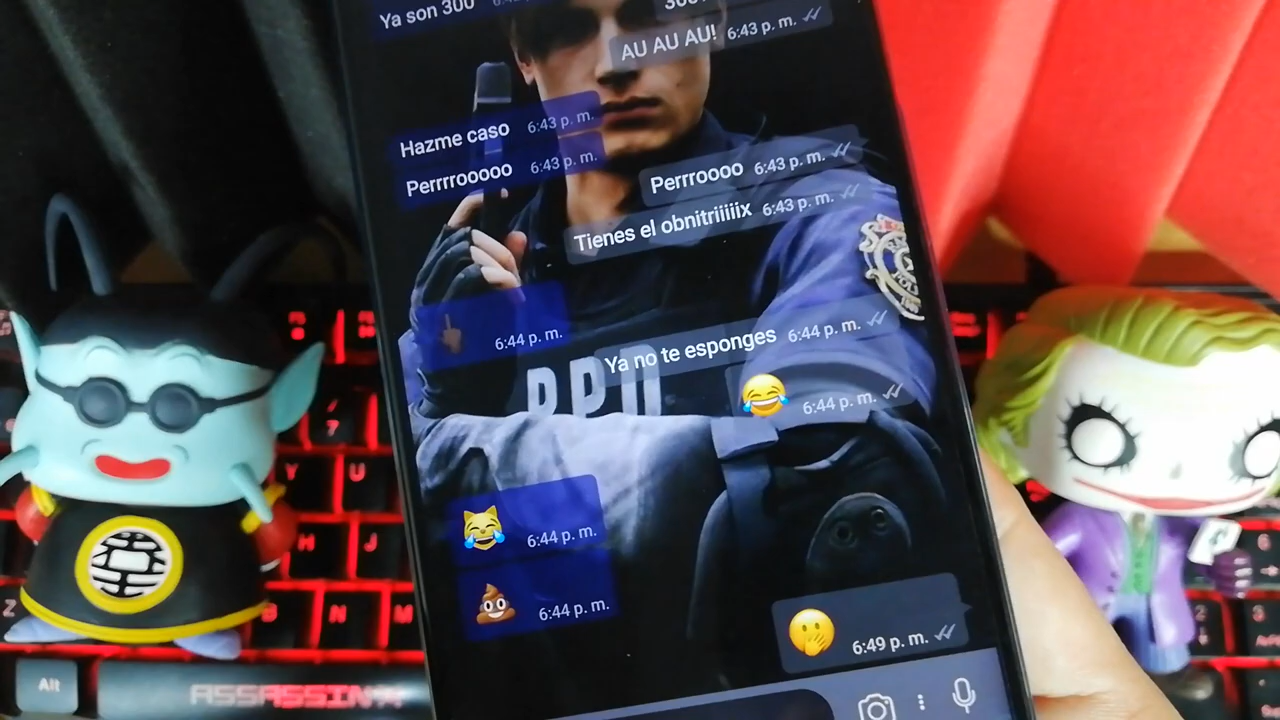 Ya son 300
AU AU AU! 6:43 p. m.
Hazme caso 6:43 p. m.
Perrrooooo 6:43 p. m.
Perroooo 6:43 p. m.
Tienes el obnitriiiiix 6:43 p. m.
🖕 6:44 p. m.
Ya no te esponges 6:44 p. m.
RPD
😂 6:44 p. m.
😹 6:44 p. m.
💩 6:44 p. m.
🤭 6:49 p. m.
7
Y U
H J
Z B N M
Alt
ASSASSIN